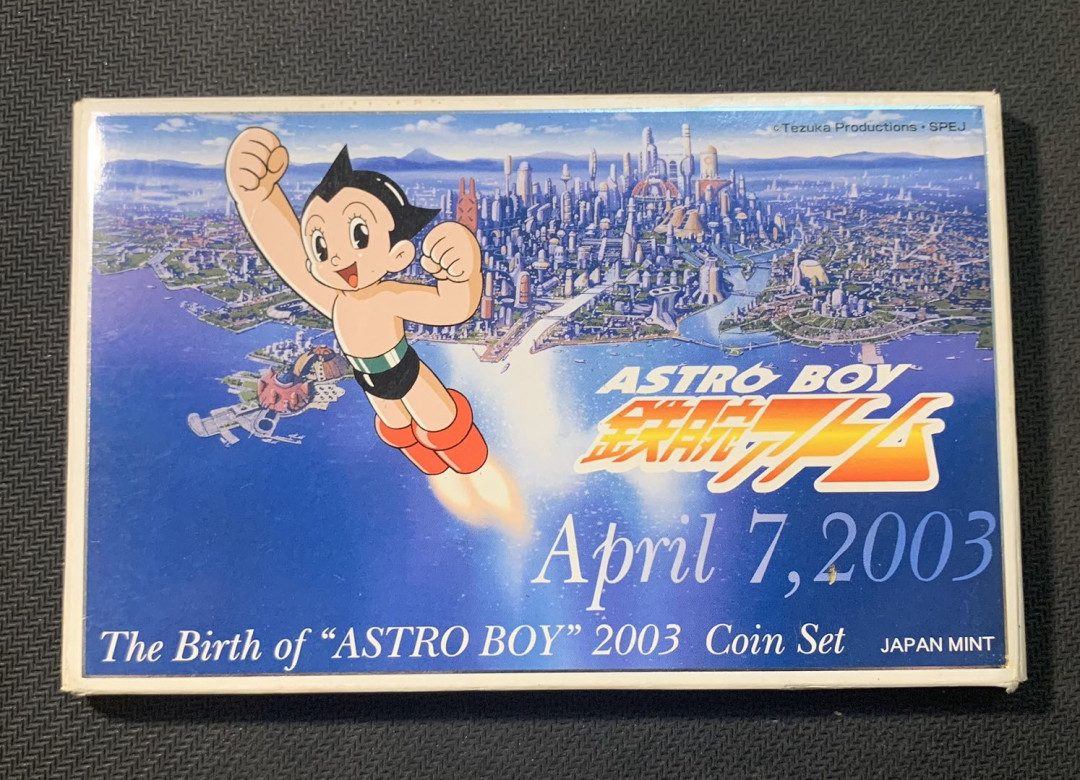 ©Tezuka Productions・SPEJ
ASTRO BOY
鉄腕アトム
April 7, 2003
The Birth of “ASTRO BOY” 2003 Coin Set JAPAN MINT